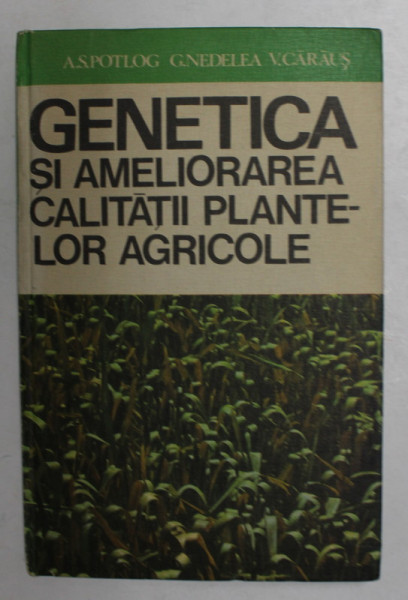 A.S.POTLOG G.NEDELEA V.CĂRĂUŞ
GENETICA
ŞI AMELIORAREA
CALITĂŢII PLANTE-
LOR AGRICOLE